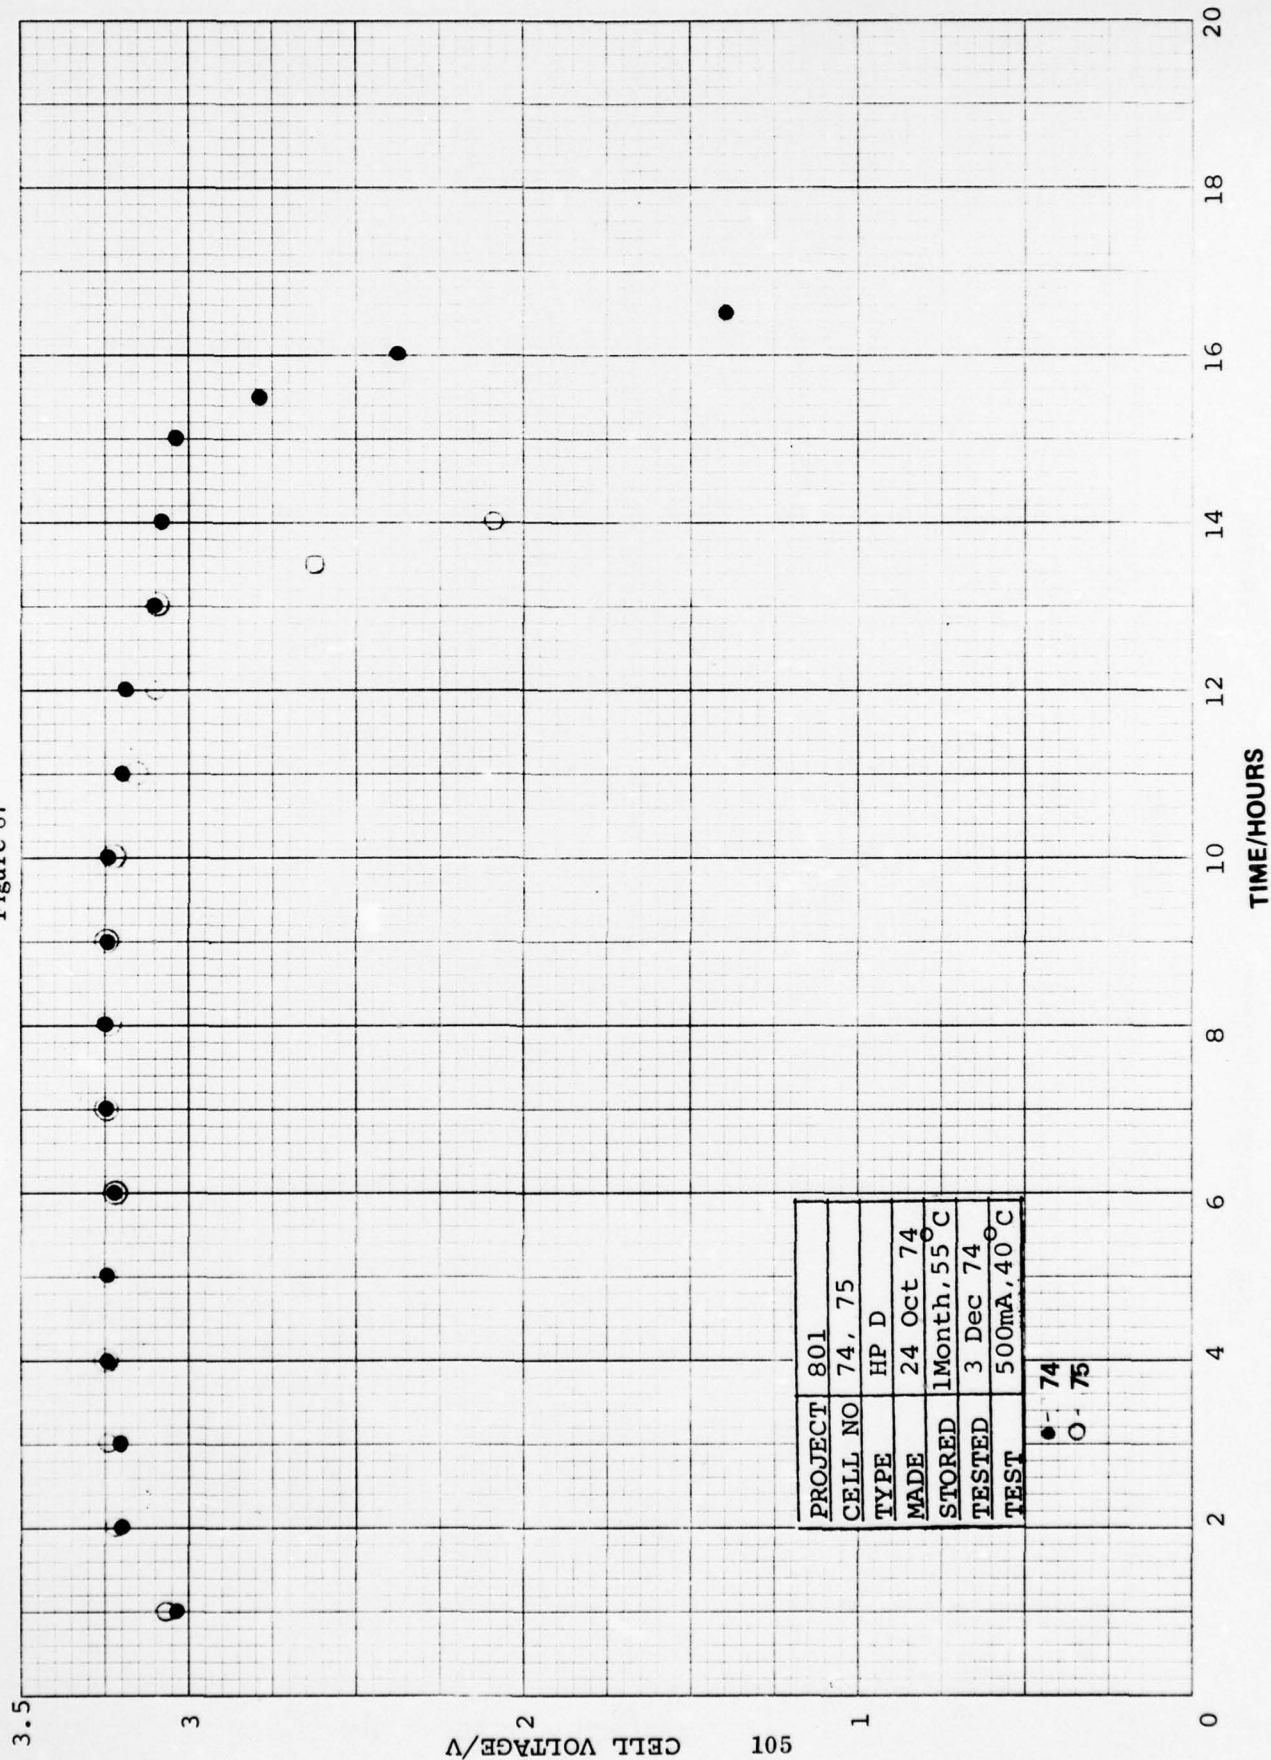 3.5
3
2
1
0
CELL VOLTAGE/V
105
2
4
6
8
10
12
14
16
18
20
TIME/HOURS
PROJECT 801
CELL NO 74, 75
TYPE HP D
MADE 24 Oct 74
STORED 1Month, 55°C
TESTED 3 Dec 74
TEST 500mA, 40°C
●- 74
O - 75